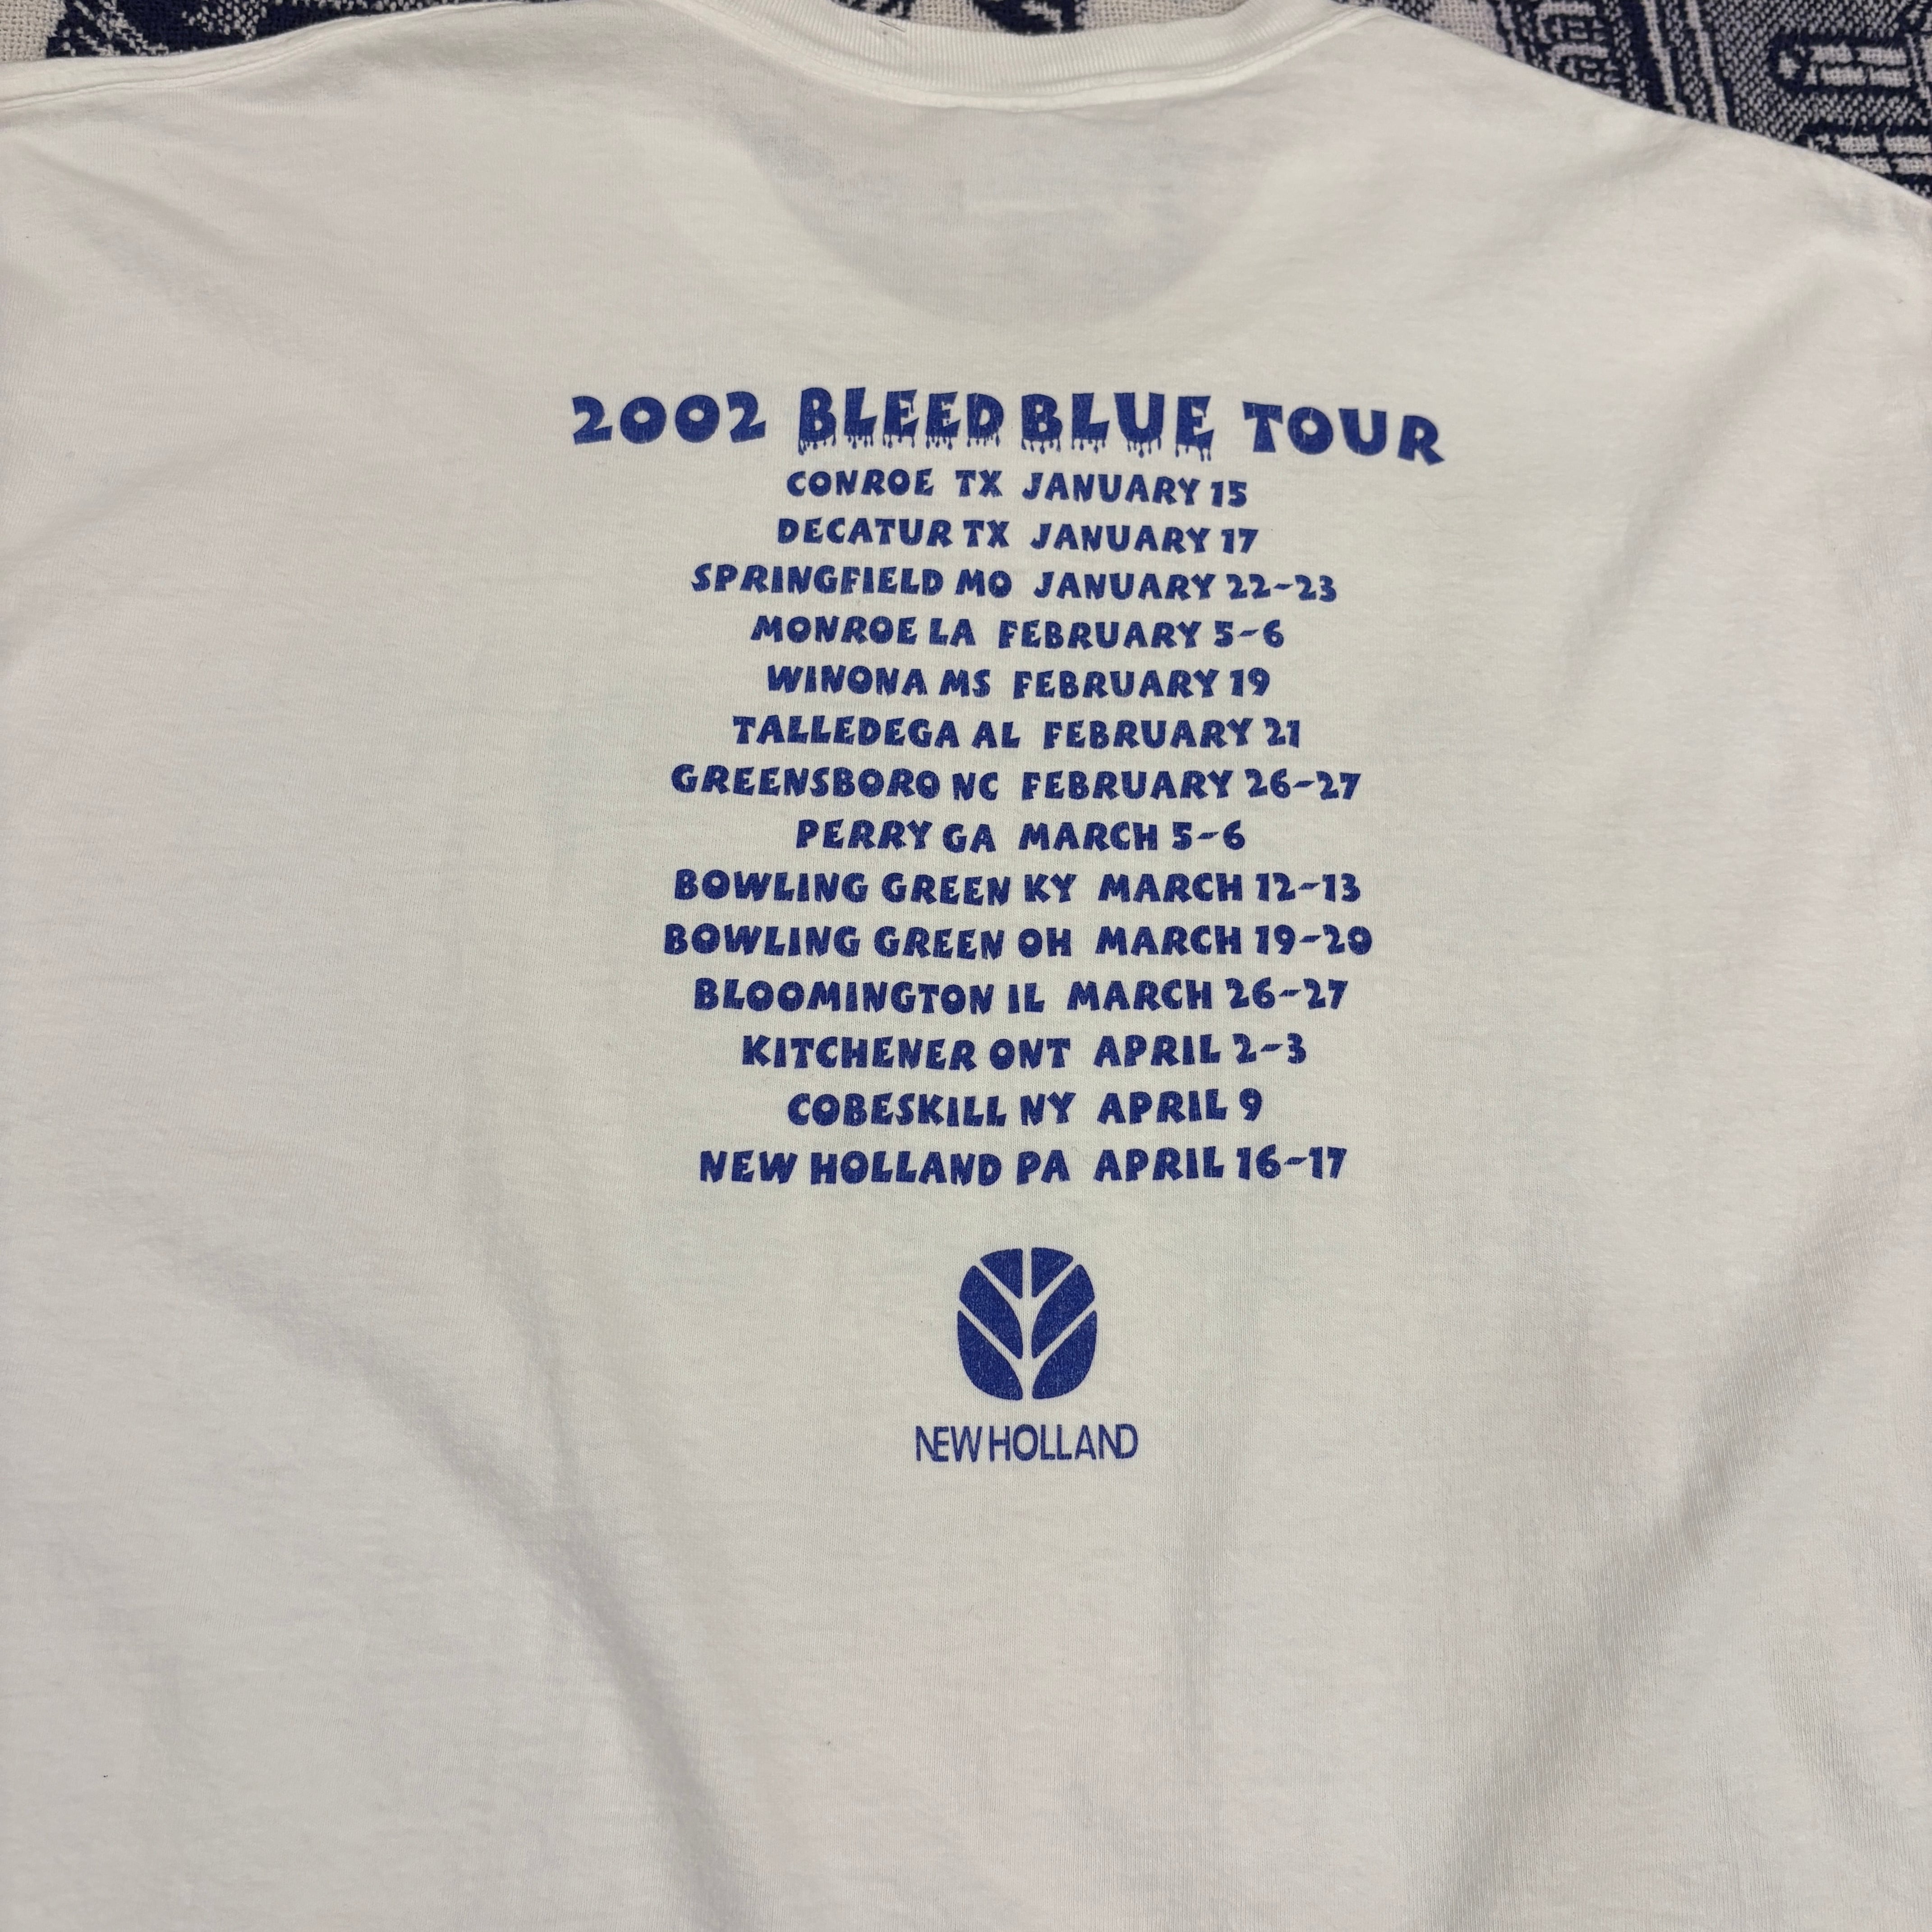 2002 BLEED BLUE TOUR
CONROE TX JANUARY 15
DECATUR TX JANUARY 17
SPRINGFIELD MO JANUARY 22-23
MONROE LA FEBRUARY 5-6
WINONA MS FEBRUARY 19
TALLEDEGA AL FEBRUARY 21
GREENSBORO NC FEBRUARY 26-27
PERRY GA MARCH 5-6
BOWLING GREEN KY MARCH 12-13
BOWLING GREEN OH MARCH 19-20
BLOOMINGTON IL MARCH 26-27
KITCHENER ONT APRIL 2-3
COBESKILL NY APRIL 9
NEW HOLLAND PA APRIL 16-17
NEW HOLLAND